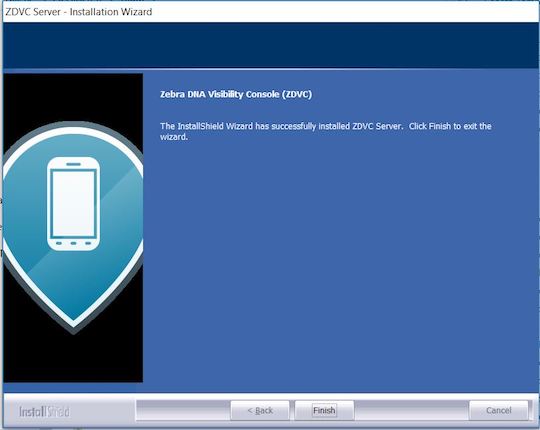 ZDVC Server - Installation Wizard
Zebra DNA Visibility Console (ZDVC)
The InstallShield Wizard has successfully installed ZDVC Server. Click Finish to exit the
wizard.
InstallShield
< Back
Finish
Cancel